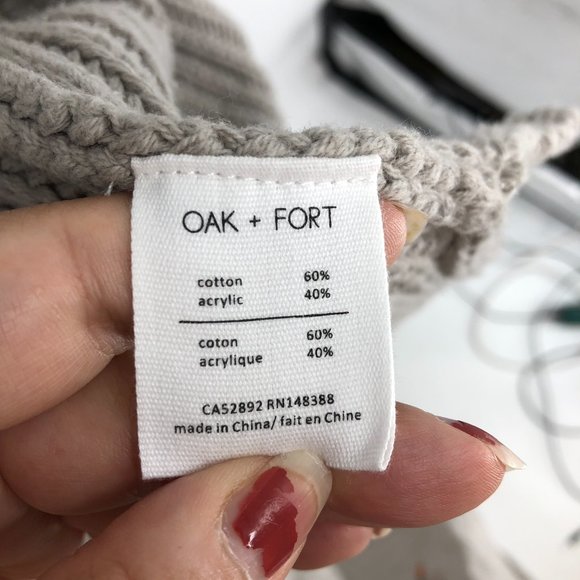 OAK + FORT
cotton 60%
acrylic 40%
coton 60%
acrylique 40%
CA52892 RN148388
made in China/ fait en Chine